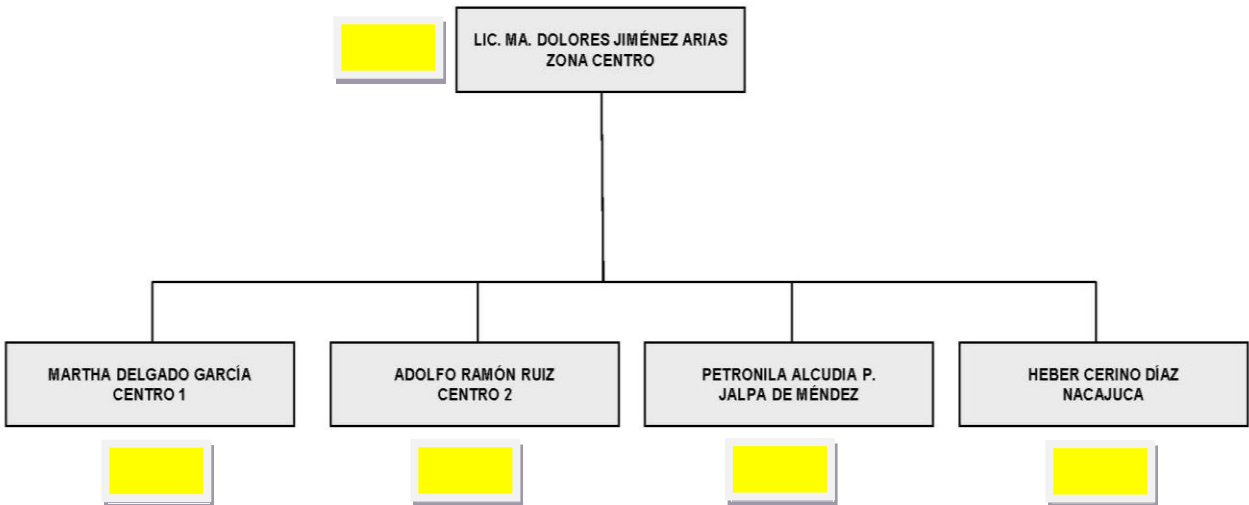 LIC. MA. DOLORES JIMÉNEZ ARIAS
ZONA CENTRO
MARTHA DELGADO GARCÍA
CENTRO 1
ADOLFO RAMÓN RUIZ
CENTRO 2
PETRONILA ALCUDIA P.
JALPA DE MÉNDEZ
HEBER CERINO DÍAZ
NACAJUCA